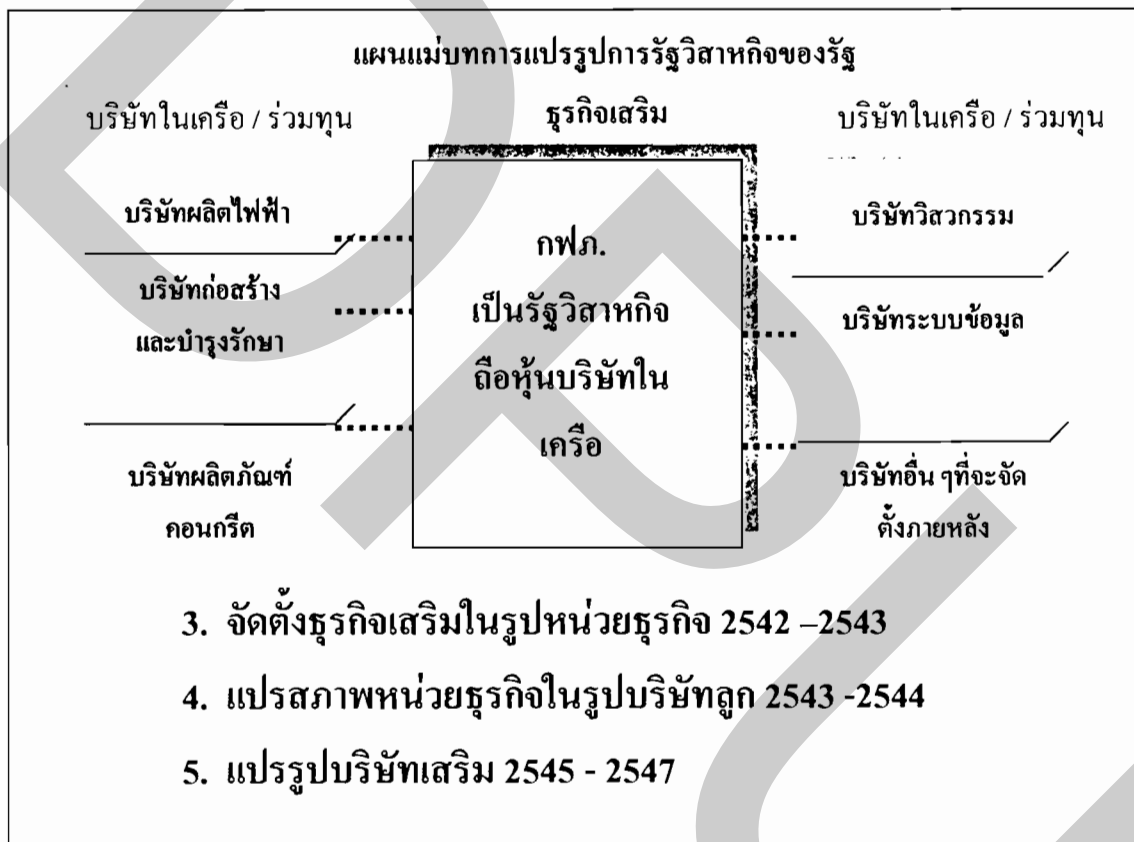 แผนแม่บทการแปรรูปการรัฐวิสาหกิจของรัฐ
บริษัทในเครือ / ร่วมทุน
ธุรกิจเสริม
บริษัทในเครือ / ร่วมทุน
บริษัทผลิตไฟฟ้า
บริษัทก่อสร้าง
และบำรุงรักษา
บริษัทผลิตภัณฑ์
คอนกรีต
กฟภ.
เป็นรัฐวิสาหกิจ
ถือหุ้นบริษัทใน
เครือ
บริษัทวิสวกรรม
บริษัทระบบข้อมูล
บริษัทอื่น ๆที่จะจัด
ตั้งภายหลัง
3. จัดตั้งธุรกิจเสริมในรูปหน่วยธุรกิจ 2542 –2543
4. แปรสภาพหน่วยธุรกิจในรูปบริษัทลูก 2543 -2544
5. แปรรูปบริษัทเสริม 2545 - 2547